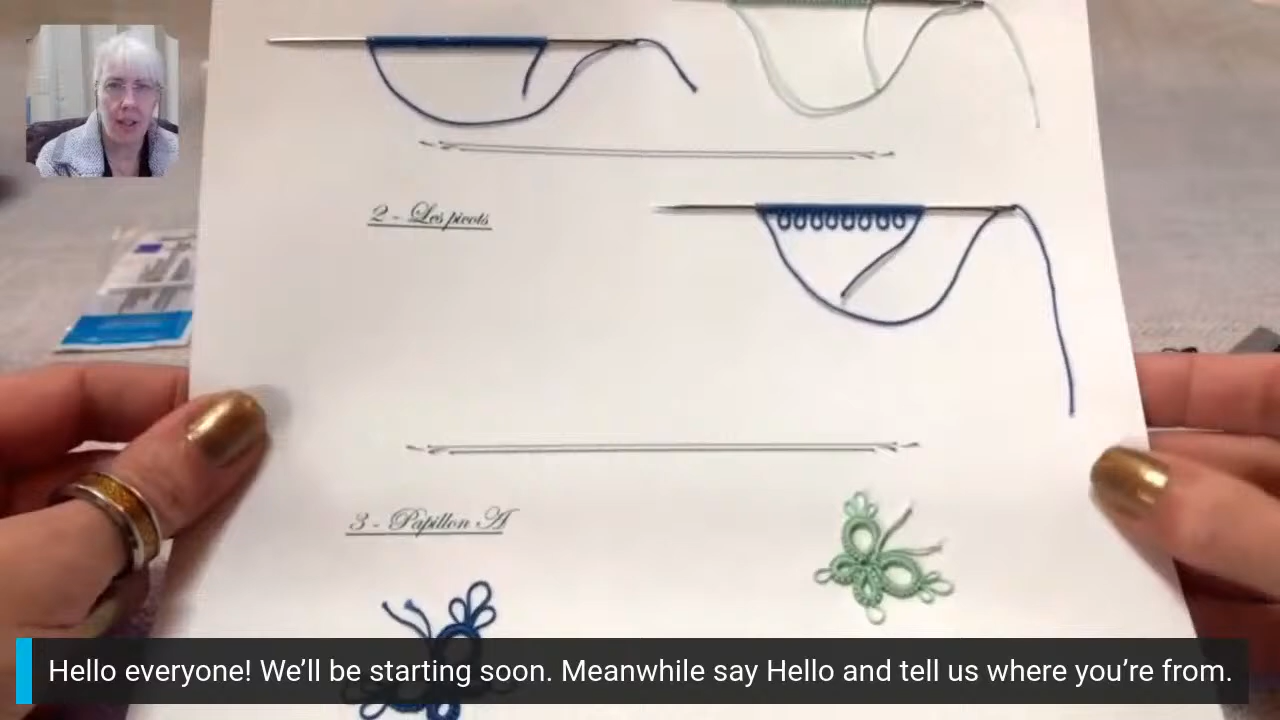 2 - Les picots
3 - Papillon A
Hello everyone! We’ll be starting soon. Meanwhile say Hello and tell us where you’re from.